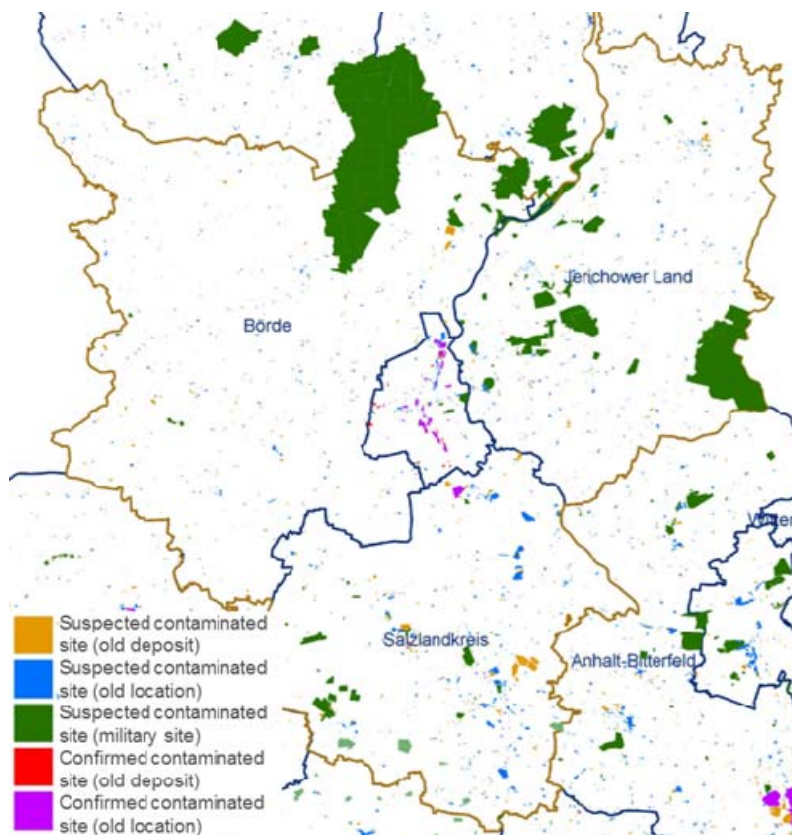 Jerichower Land
Börde
Salzlandkreis
Anhalt-Bitterfeld
Suspected contaminated
site (old deposit)
Suspected contaminated
site (old location)
Suspected contaminated
site (military site)
Confirmed contaminated
site (old deposit)
Confirmed contaminated
site (old location)